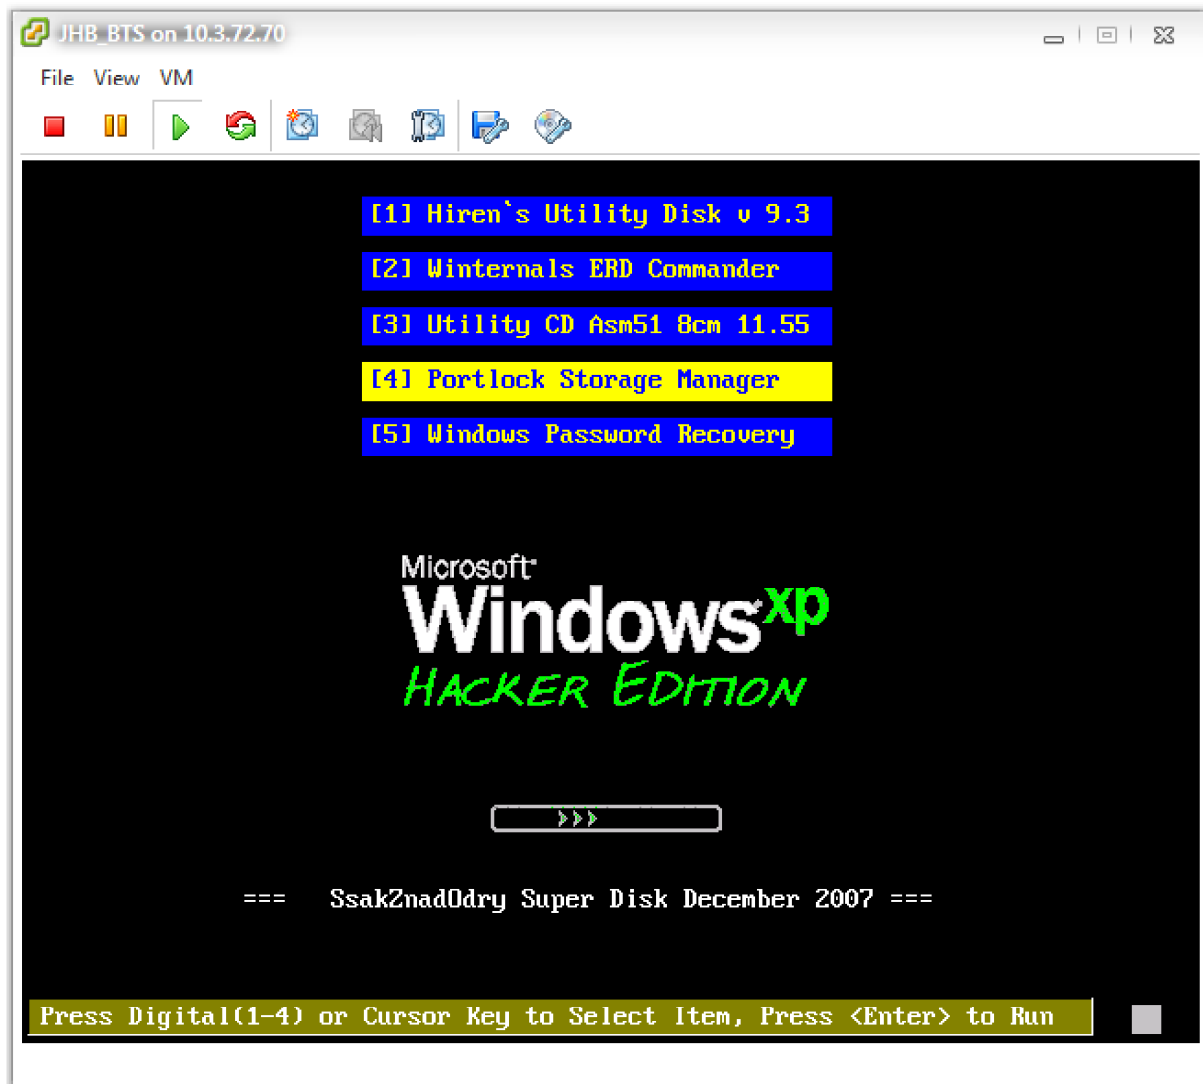 JHB_BTS on 10.3.72.70
File View VM
[1] Hiren`s Utility Disk v 9.3
[2] Winternals ERD Commander
[3] Utility CD Asm51 8cm 11.55
[4] Portlock Storage Manager
[5] Windows Password Recovery
Microsoft
Windows xp
HACKER EDITION
=== SsakZnadOdry Super Disk December 2007 ===
Press Digital(1-4) or Cursor Key to Select Item, Press <Enter> to Run